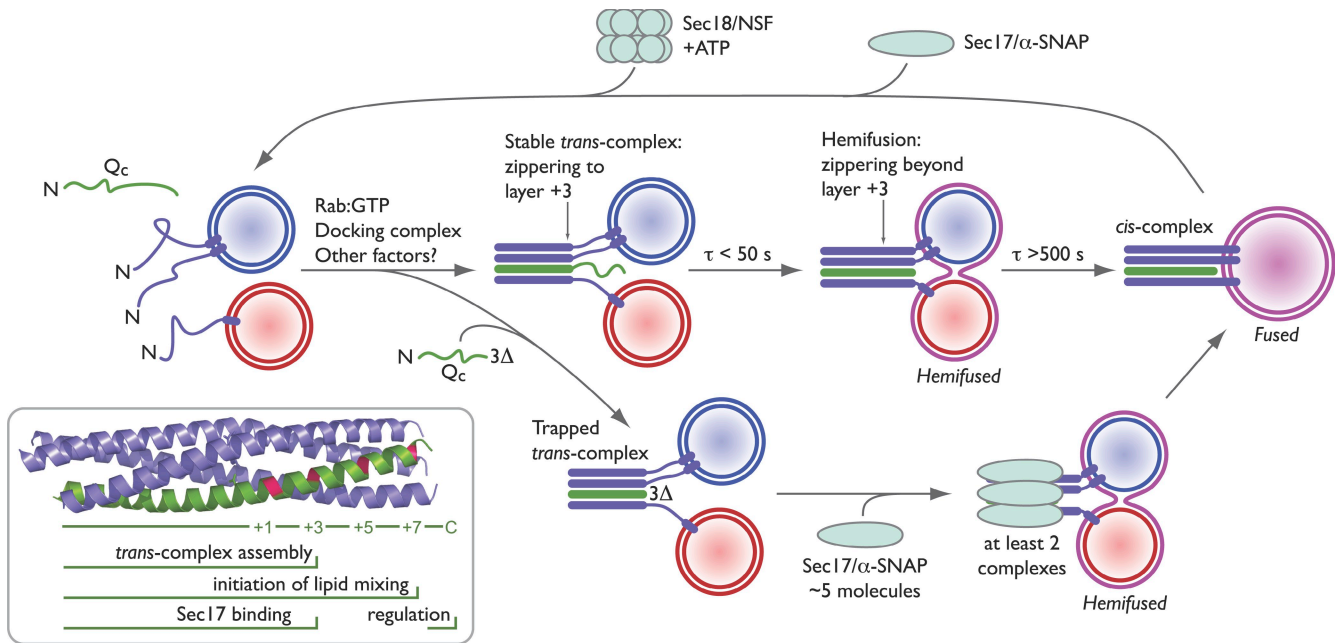 Sec18/NSF
+ATP
Sec17/α-SNAP
Qc
N
N
N
N
Rab:GTP
Docking complex
Other factors?
Stable trans-complex:
zippering to
layer +3
τ < 50 s
Hemifusion:
zippering beyond
layer +3
Hemifused
τ >500 s
cis-complex
Fused
N
Qc
3Δ
Trapped
trans-complex
3Δ
Sec17/α-SNAP
~5 molecules
at least 2
complexes
Hemifused
+1 +3 +5 +7 C
trans-complex assembly
initiation of lipid mixing
Sec17 binding regulation